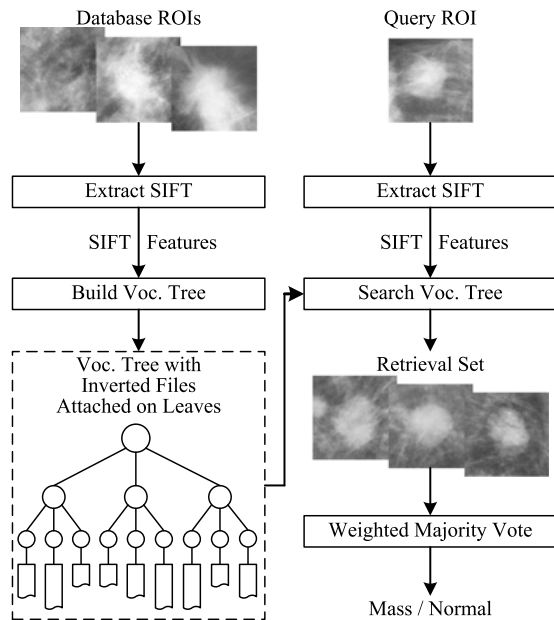 Database ROIs
Extract SIFT
SIFT Features
Build Voc. Tree
Voc. Tree with
Inverted Files
Attached on Leaves
Query ROI
Extract SIFT
SIFT Features
Search Voc. Tree
Retrieval Set
Weighted Majority Vote
Mass / Normal